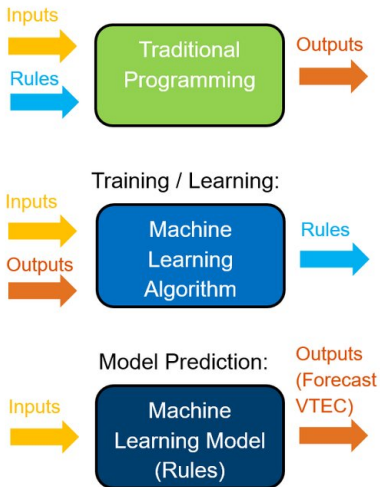 Inputs
Rules
Traditional
Programming
Outputs
Training / Learning:
Inputs
Outputs
Machine
Learning
Algorithm
Rules
Model Prediction:
Inputs
Machine
Learning Model
(Rules)
Outputs
(Forecast
VTEC)